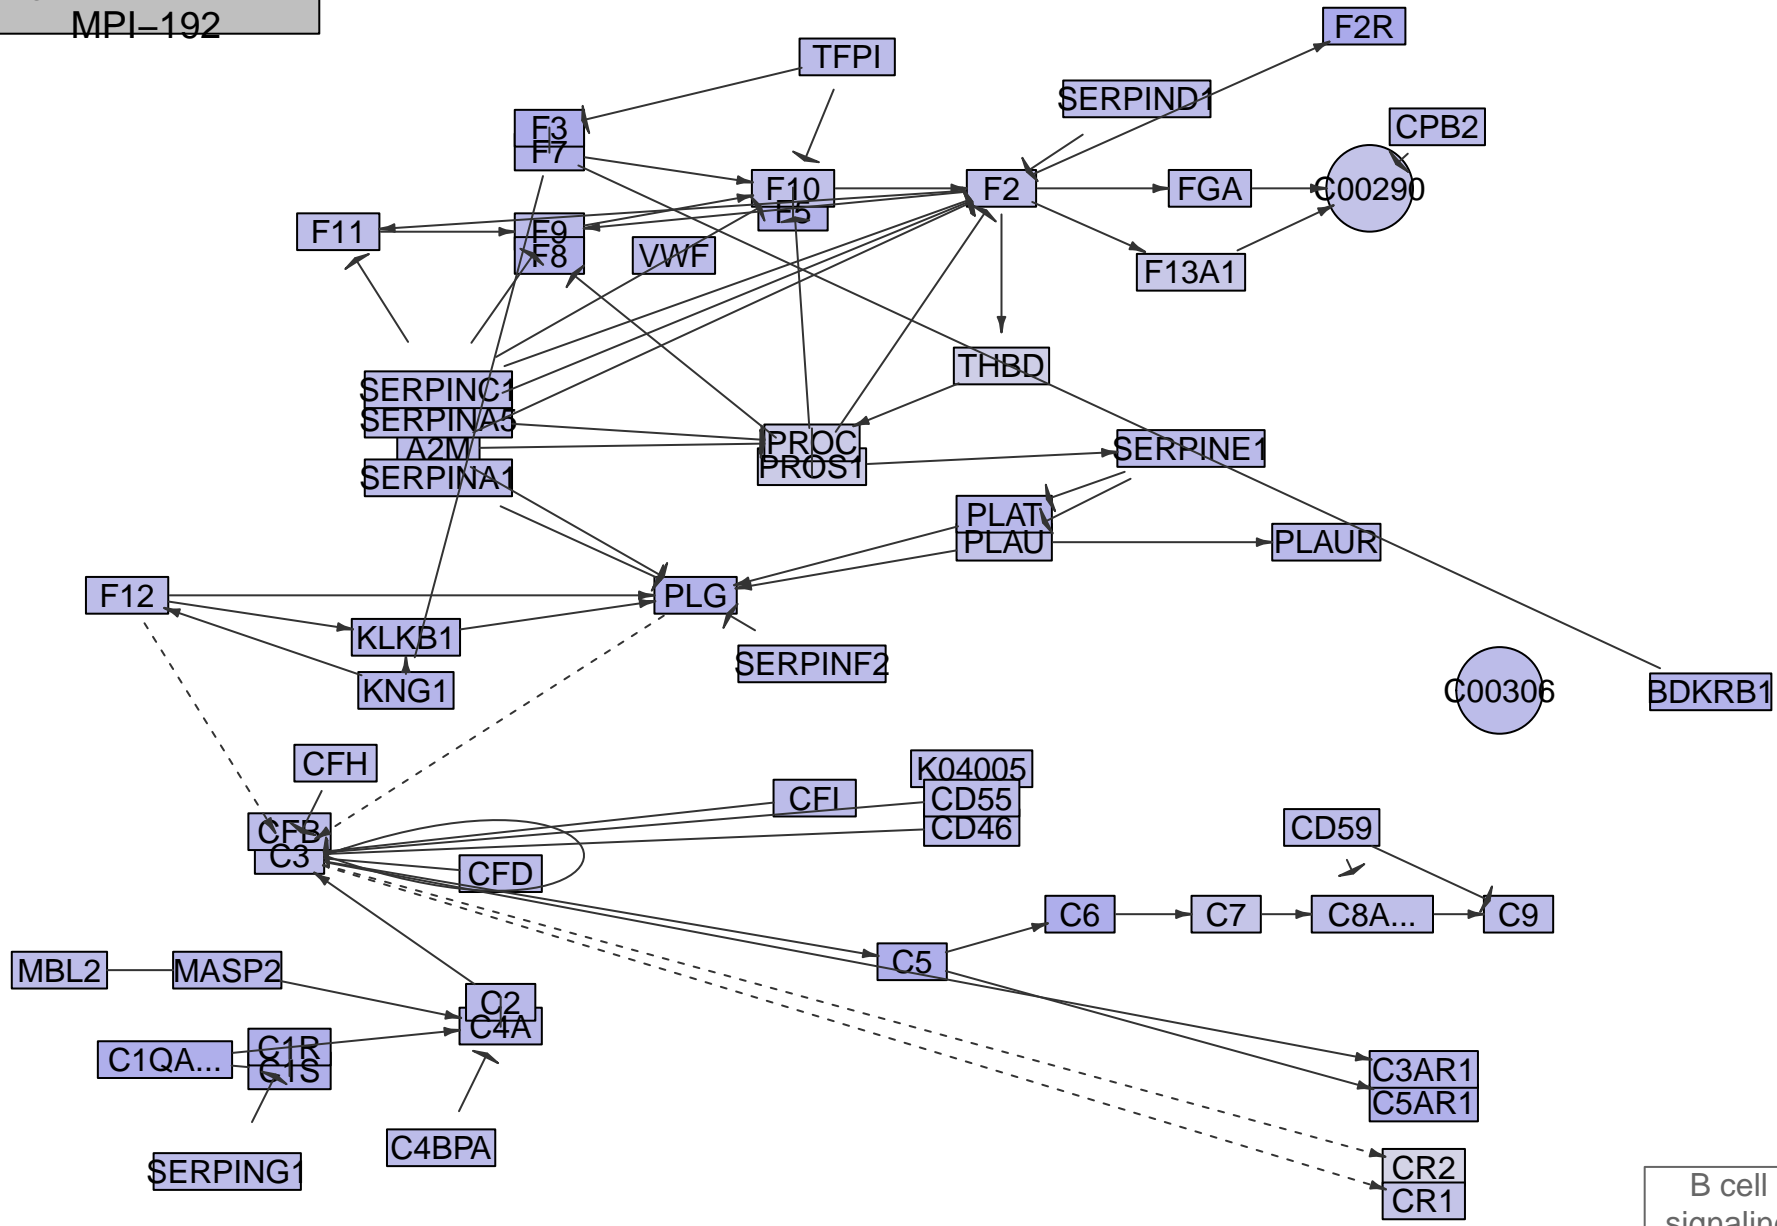 MPI–192
F2R
TFPI
SERPIND1
CPB2
F3
F7
F10
F5
F2
FGA
C00290
F11
F9
F8
VWF
F13A1
THBD
SERPINC1
SERPINA5
A2M
SERPINA1
PROC
PROS1
SERPINE1
PLAT
PLAU
PLAUR
F12
PLG
KLKB1
KNG1
SERPINF2
C00306
BDKRB1
CFH
K04005
CFI
CD55
CD46
CFB
C3
CFD
CD59
C6
C7
C8A...
C9
C5
MBL2
MASP2
C2
C4A
C1QA...
C1R
C1S
C3AR1
C5AR1
C4BPA
SERPING1
CR2
CR1
B cell
signaling